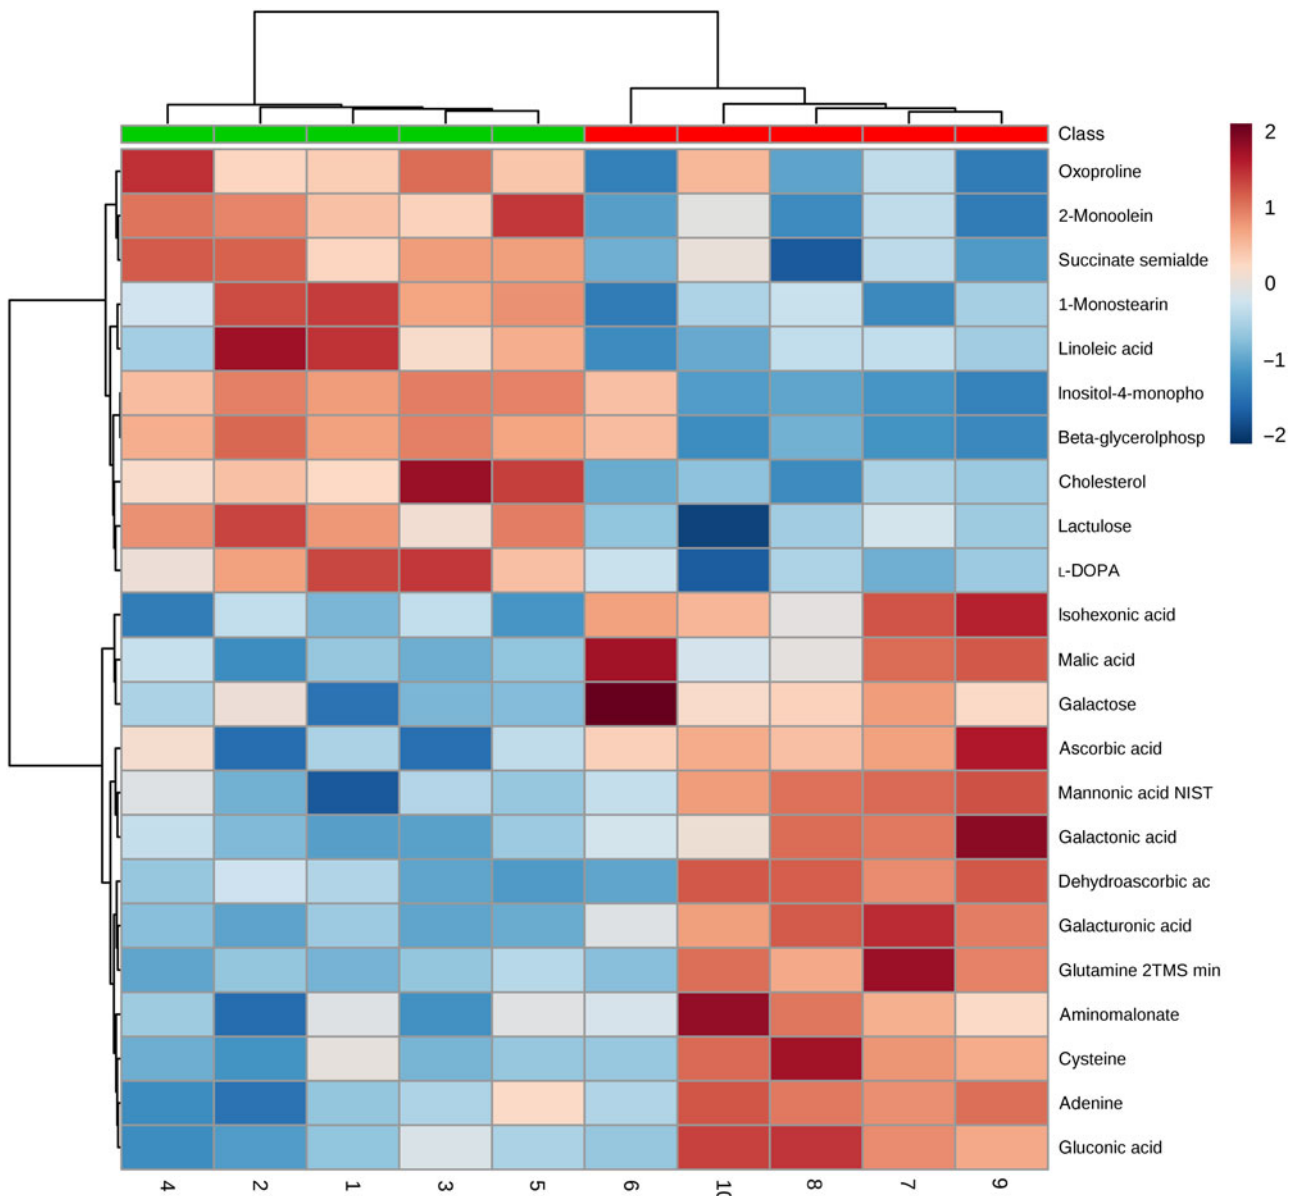 Class
Oxoproline
2-Monoolein
Succinate semialde
1-Monostearin
Linoleic acid
Inositol-4-monopho
Beta-glycerolphosp
Cholesterol
Lactulose
L-DOPA
Isohexonic acid
Malic acid
Galactose
Ascorbic acid
Mannonic acid NIST
Galactonic acid
Dehydroascorbic ac
Galacturonic acid
Glutamine 2TMS min
Aminomalonate
Cysteine
Adenine
Gluconic acid
2
1
0
−1
−2
4 2 1 3 5 6 10 8 7 9